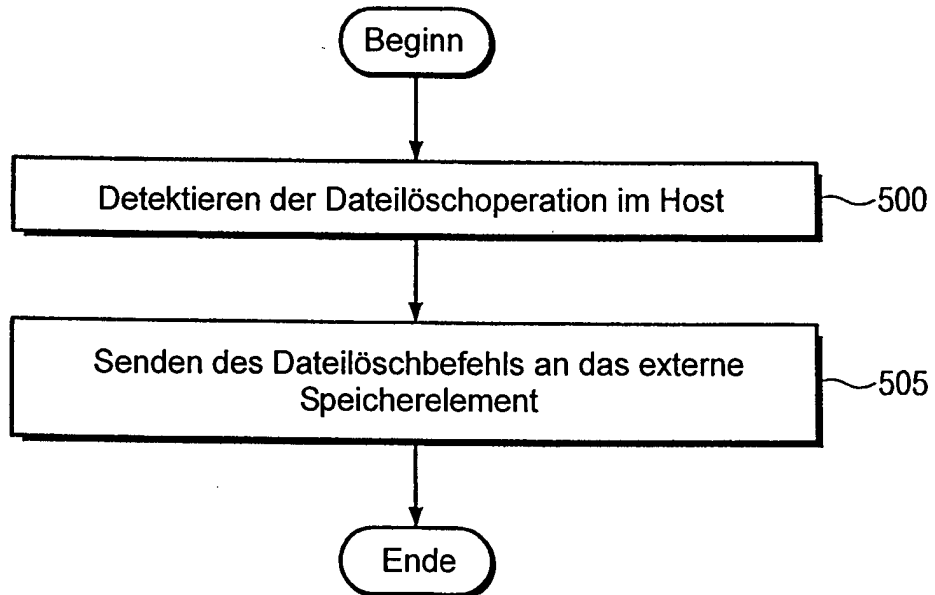 Beginn
Detektieren der Dateilöschoperation im Host
500
Senden des Dateilöschbefehls an das externe
Speicherelement
505
Ende